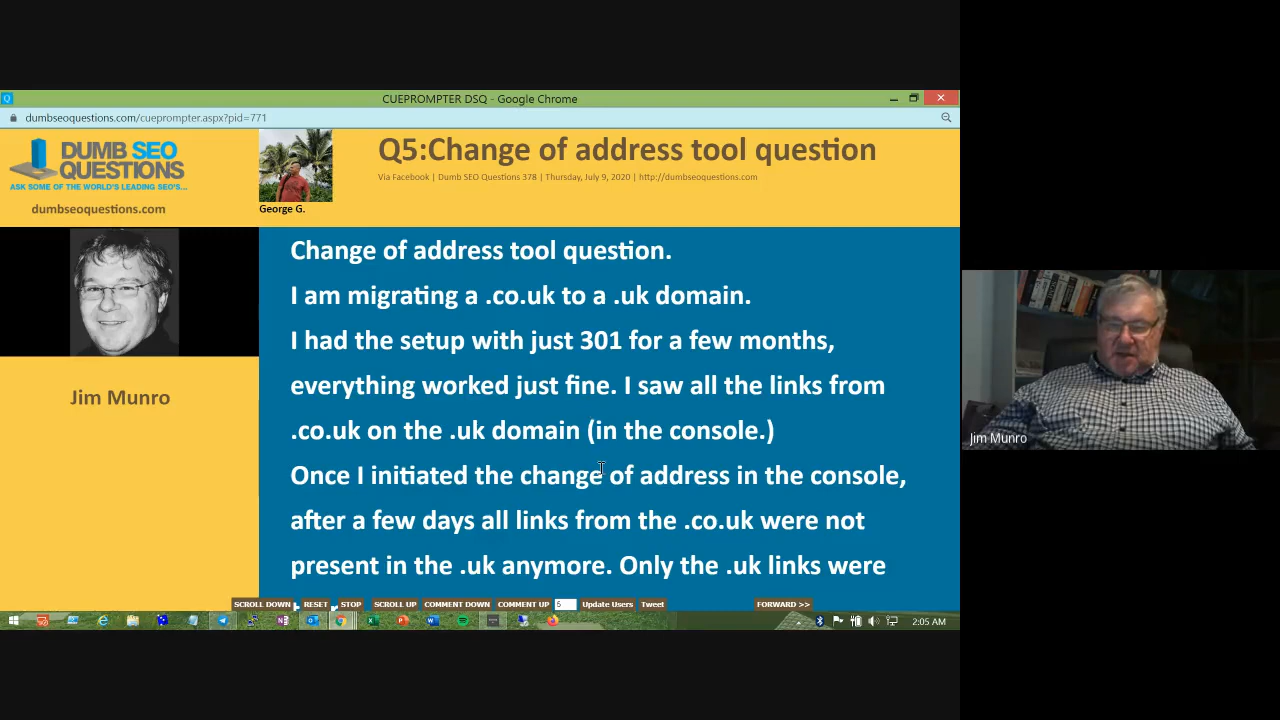 CUEPROMPTER DSQ - Google Chrome
dumbseoquestions.com/cueprompter.aspx?pid=771
DUMB SEO
QUESTIONS
ASK SOME OF THE WORLD'S LEADING SEO's...
dumbseoquestions.com
George G.
Q5:Change of address tool question
Via Facebook | Dumb SEO Questions 378 | Thursday, July 9, 2020 | http://dumbseoquestions.com
Jim Munro
Change of address tool question.
I am migrating a .co.uk to a .uk domain.
I had the setup with just 301 for a few months,
everything worked just fine. I saw all the links from
.co.uk on the .uk domain (in the console.)
Once I initiated the change of address in the console,
after a few days all links from the .co.uk were not
present in the .uk anymore. Only the .uk links were
SCROLL DOWN RESET STOP SCROLL UP COMMENT DOWN COMMENT UP 5 Update Users Tweet FORWARD >>
2:05 AM
Jim Munro